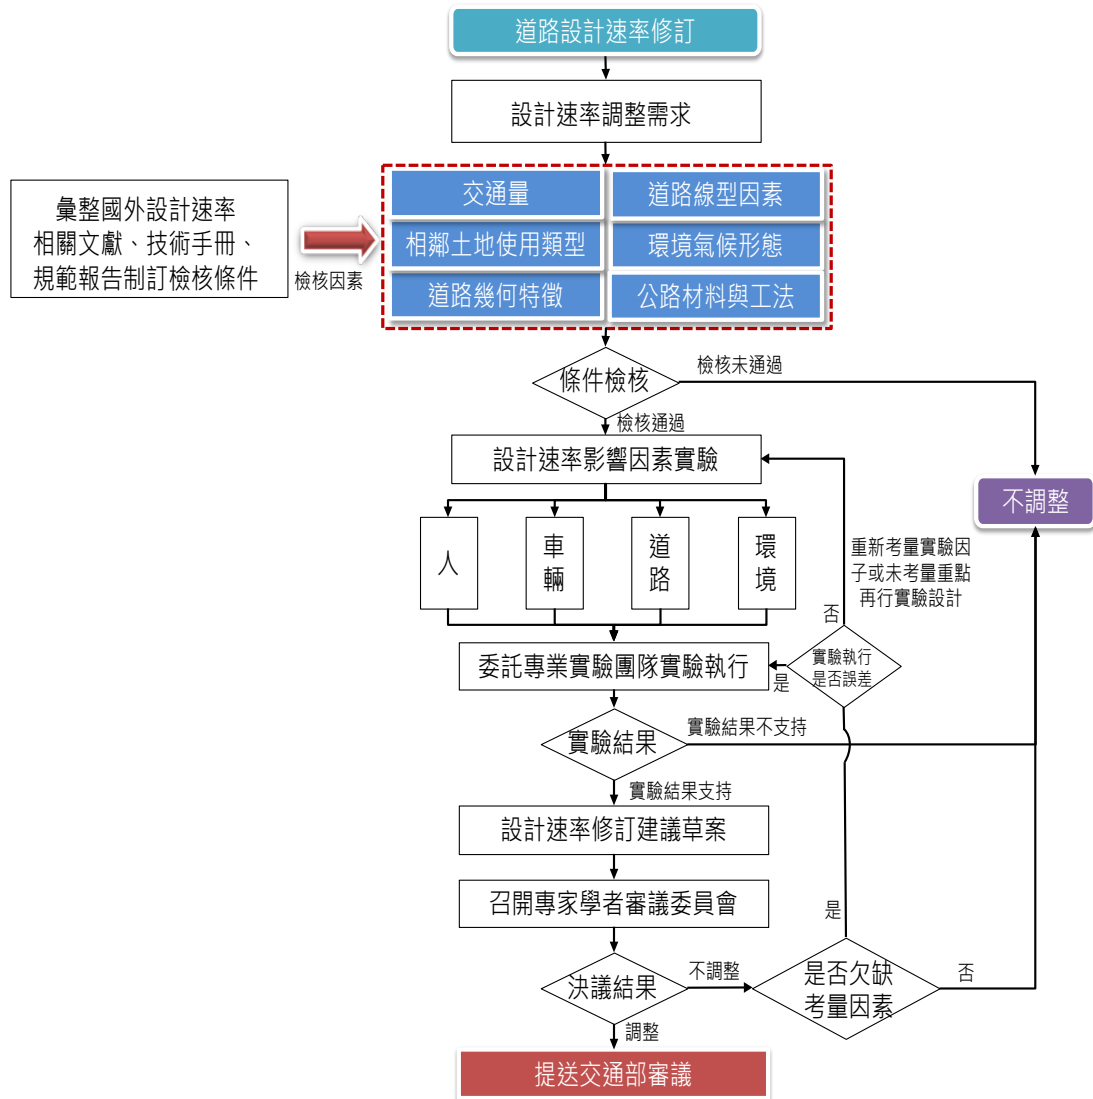 道路設計速率修訂
設計速率調整需求
彙整國外設計速率
相關文獻、技術手冊、
規範報告制訂檢核條件
檢核因素
交通量
道路線型因素
相鄰土地使用類型
環境氣候形態
道路幾何特徵
公路材料與工法
條件檢核
檢核未通過
檢核通過
設計速率影響因素實驗
不調整
人
車輛
道路
環境
重新考量實驗因
子或未考量重點
再行實驗設計
否
委託專業實驗團隊實驗執行
是
實驗執行
是否誤差
實驗結果
實驗結果不支持
實驗結果支持
設計速率修訂建議草案
召開專家學者審議委員會
是
決議結果
不調整
是否欠缺
考量因素
否
調整
提送交通部審議